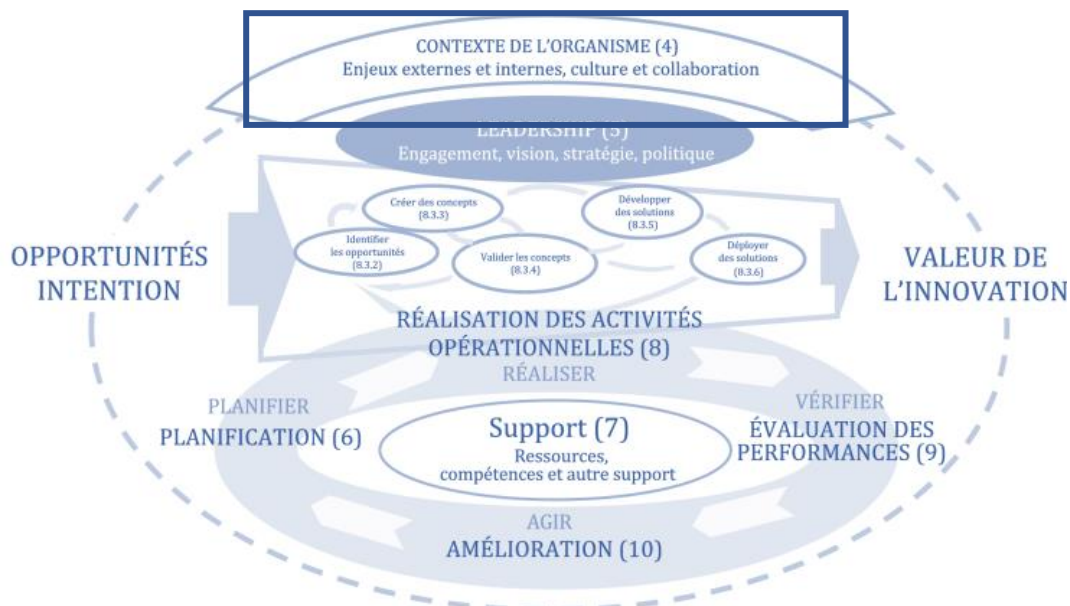 CONTEXTE DE L'ORGANISME (4)
Enjeux externes et internes, culture et collaboration
LEADERSHIP (5)
Engagement, vision, stratégie, politique
Créer des concepts
(8.3.3)
Développer
des solutions
(8.3.5)
Identifier
les opportunités
(8.3.2)
Valider les concepts
(8.3.4)
Déployer
des solutions
(8.3.6)
OPPORTUNITÉS
INTENTION
VALEUR DE
L'INNOVATION
RÉALISATION DES ACTIVITÉS
OPÉRATIONNELLES (8)
RÉALISER
PLANIFIER
PLANIFICATION (6)
Support (7)
Ressources,
compétences et autre support
VÉRIFIER
ÉVALUATION DES
PERFORMANCES (9)
AGIR
AMÉLIORATION (10)